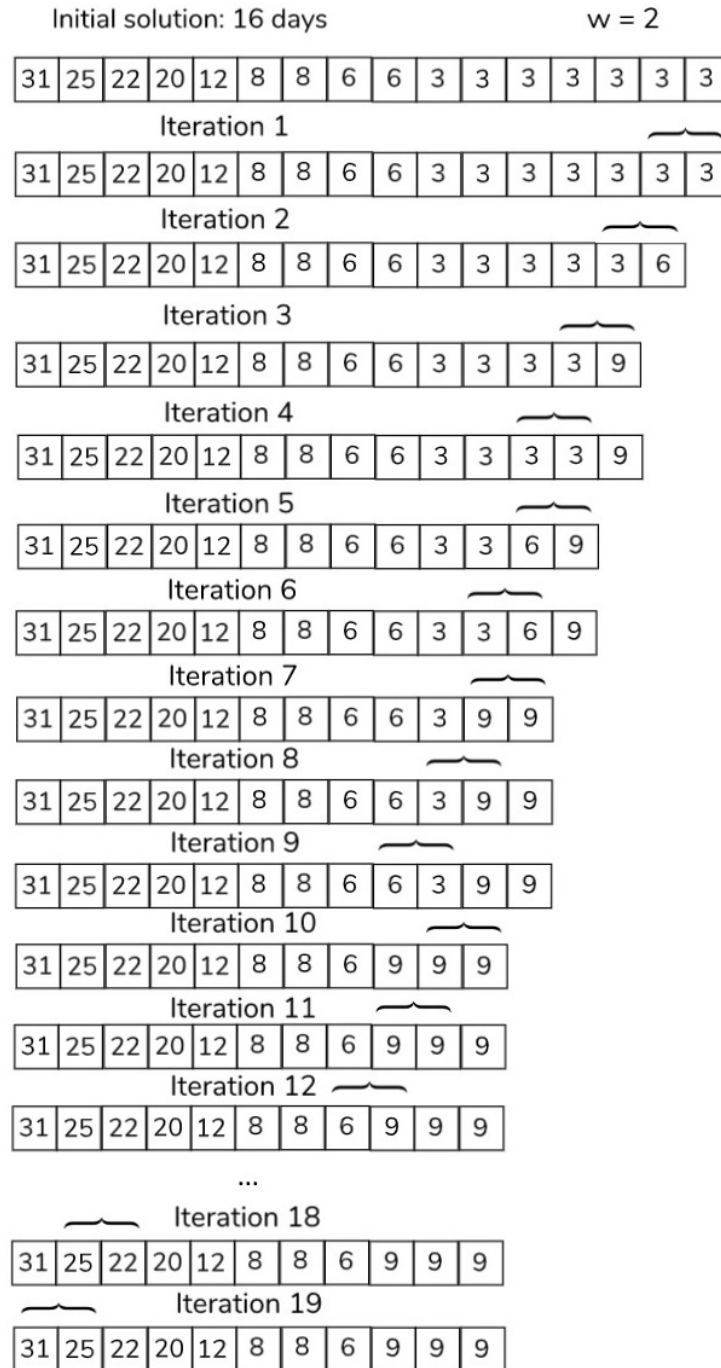 Initial solution: 16 days w = 2
31 25 22 20 12 8 8 6 6 3 3 3 3 3 3 3
Iteration 1
31 25 22 20 12 8 8 6 6 3 3 3 3 3 3 3
Iteration 2
31 25 22 20 12 8 8 6 6 3 3 3 3 3 6
Iteration 3
31 25 22 20 12 8 8 6 6 3 3 3 3 9
Iteration 4
31 25 22 20 12 8 8 6 6 3 3 3 3 9
Iteration 5
31 25 22 20 12 8 8 6 6 3 3 6 9
Iteration 6
31 25 22 20 12 8 8 6 6 3 3 6 9
Iteration 7
31 25 22 20 12 8 8 6 6 3 9 9
Iteration 8
31 25 22 20 12 8 8 6 6 3 9 9
Iteration 9
31 25 22 20 12 8 8 6 6 3 9 9
Iteration 10
31 25 22 20 12 8 8 6 9 9 9
Iteration 11
31 25 22 20 12 8 8 6 9 9 9
Iteration 12
31 25 22 20 12 8 8 6 9 9 9
...
Iteration 18
31 25 22 20 12 8 8 6 9 9 9
Iteration 19
31 25 22 20 12 8 8 6 9 9 9